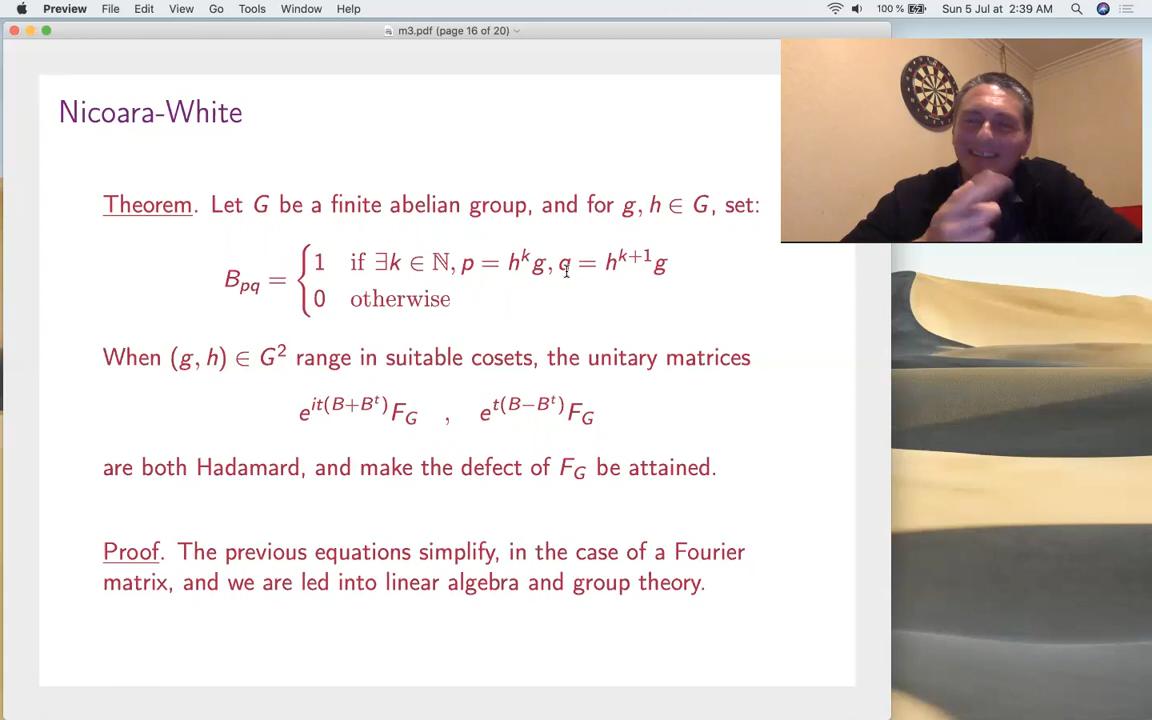 Preview File Edit View Go Tools Window Help 100 % Sun 5 Jul at 2:39 AM
m3.pdf (page 16 of 20)
Nicoara-White
Theorem. Let G be a finite abelian group, and for g, h ∈ G, set:
B_{pq} = { 1 if ∃k ∈ ℕ, p = h^k g, q = h^{k+1} g
0 otherwise
When (g, h) ∈ G² range in suitable cosets, the unitary matrices
e^{it(B+B^t)} F_G , e^{t(B−B^t)} F_G
are both Hadamard, and make the defect of F_G be attained.
Proof. The previous equations simplify, in the case of a Fourier
matrix, and we are led into linear algebra and group theory.